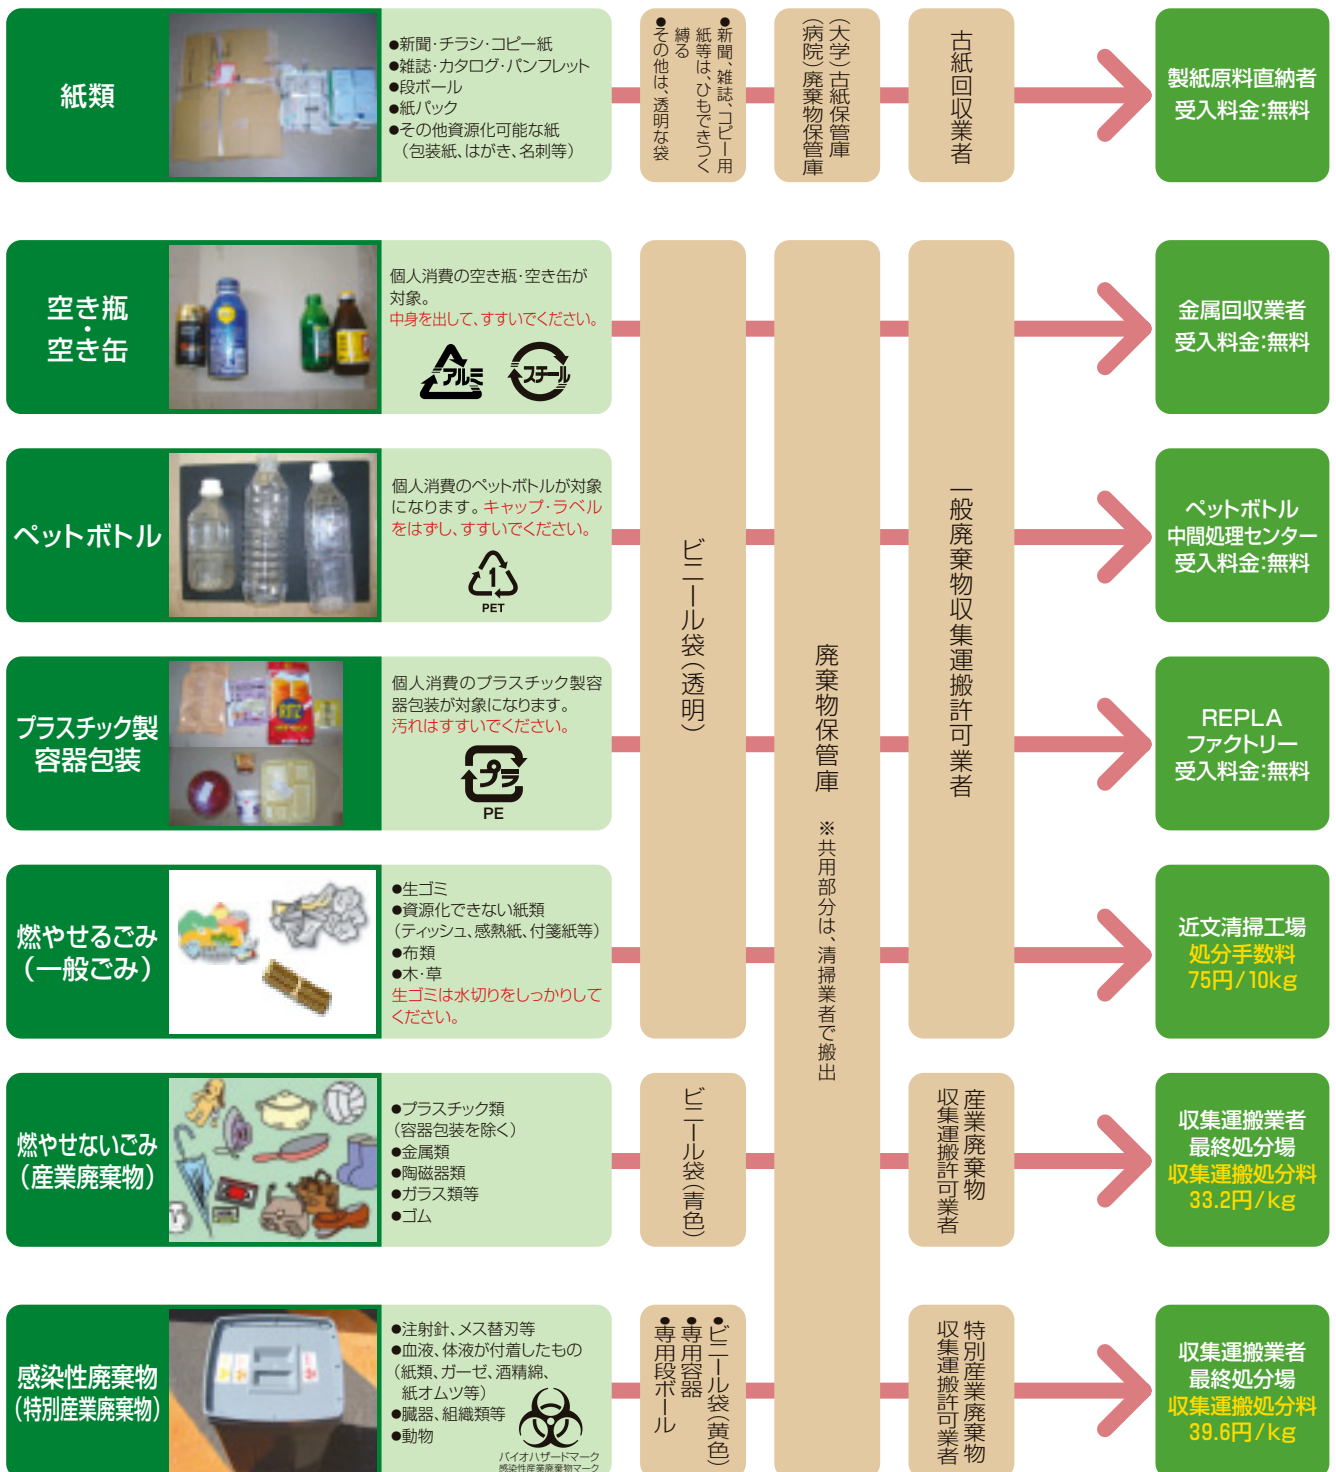 紙類
●新聞・チラシ・コピー紙
●雑誌・カタログ・パンフレット
●段ボール
●紙パック
●その他資源化可能な紙
（包装紙、はがき、名刺等）
●新聞、雑誌、コピー用
紙等は、ひもできつく
縛る
●その他は、透明な袋
（大学）古紙保管庫
（病院）廃棄物保管庫
古紙回収業者
製紙原料直納者
受入料金:無料
空き瓶
・
空き缶
個人消費の空き瓶・空き缶が
対象。
中身を出して、すすいでください。
アルミ
スチール
金属回収業者
受入料金:無料
ペットボトル
個人消費のペットボトルが対象
になります。キャップ・ラベル
をはずし、すすいでください。
1
PET
ペットボトル
中間処理センター
受入料金:無料
プラスチック製
容器包装
個人消費のプラスチック製容
器包装が対象になります。
汚れはすすいでください。
プラ
PE
REPLA
ファクトリー
受入料金:無料
燃やせるごみ
（一般ごみ）
●生ゴミ
●資源化できない紙類
（ティッシュ、感熱紙、付箋紙等）
●布類
●木・草
生ゴミは水切りをしっかりして
ください。
ビニール袋（透明）
廃棄物保管庫 ※共用部分は、清掃業者で搬出
一般廃棄物収集運搬許可業者
近文清掃工場
処分手数料
75円/10kg
燃やせないごみ
（産業廃棄物）
●プラスチック類
（容器包装を除く）
●金属類
●陶磁器類
●ガラス類等
●ゴム
ビニール袋（青色）
産業廃棄物
収集運搬許可業者
収集運搬業者
最終処分場
収集運搬処分料
33.2円/kg
感染性廃棄物
（特別産業廃棄物）
●注射針、メス替刃等
●血液、体液が付着したもの
（紙類、ガーゼ、酒精綿、
紙オムツ等）
●臓器、組織類等
●動物
バイオハザードマーク
感染性産業廃棄物マーク
●ビニール袋（黄色）
●専用容器
●専用段ボール
特別産業廃棄物
収集運搬許可業者
収集運搬業者
最終処分場
収集運搬処分料
39.6円/kg